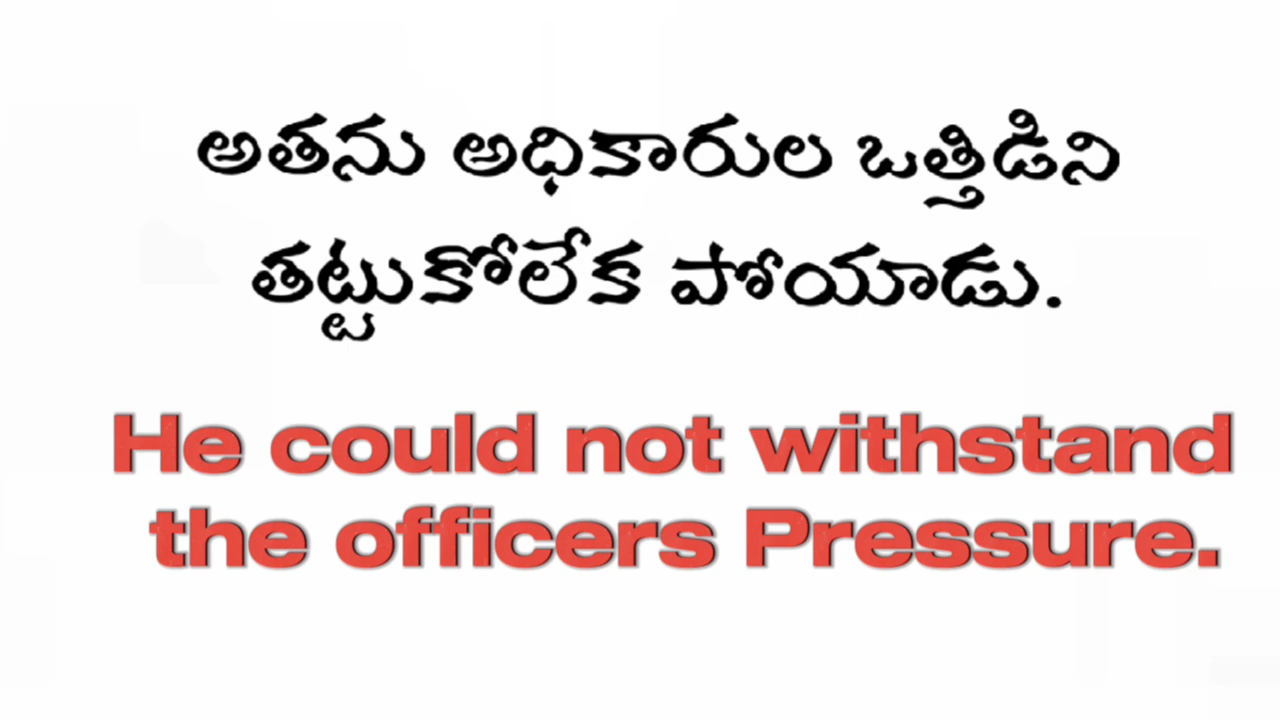 అతను అధికారుల ఒత్తిడిని
తట్టుకోలేక పోయాడు.
He could not withstand
the officers Pressure.